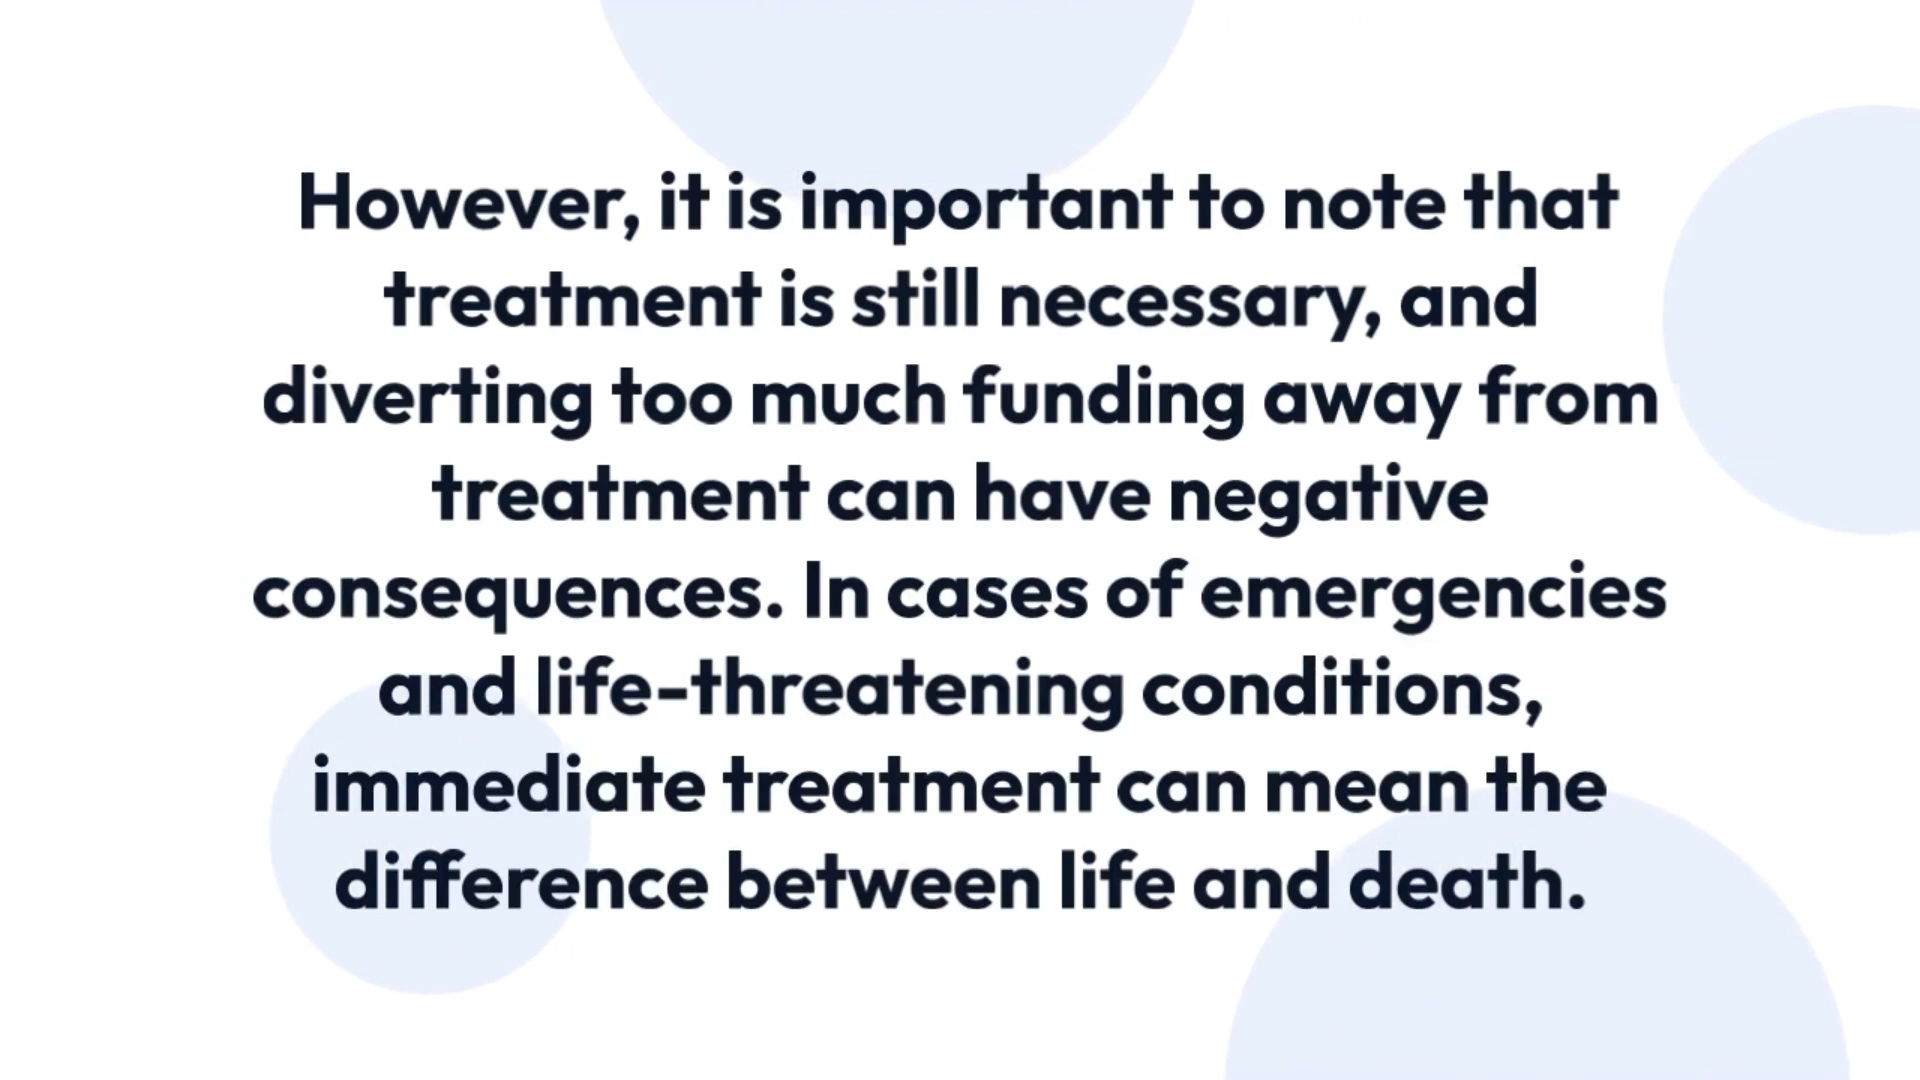 However, it is important to note that
treatment is still necessary, and
diverting too much funding away from
treatment can have negative
consequences. In cases of emergencies
and life-threatening conditions,
immediate treatment can mean the
difference between life and death.